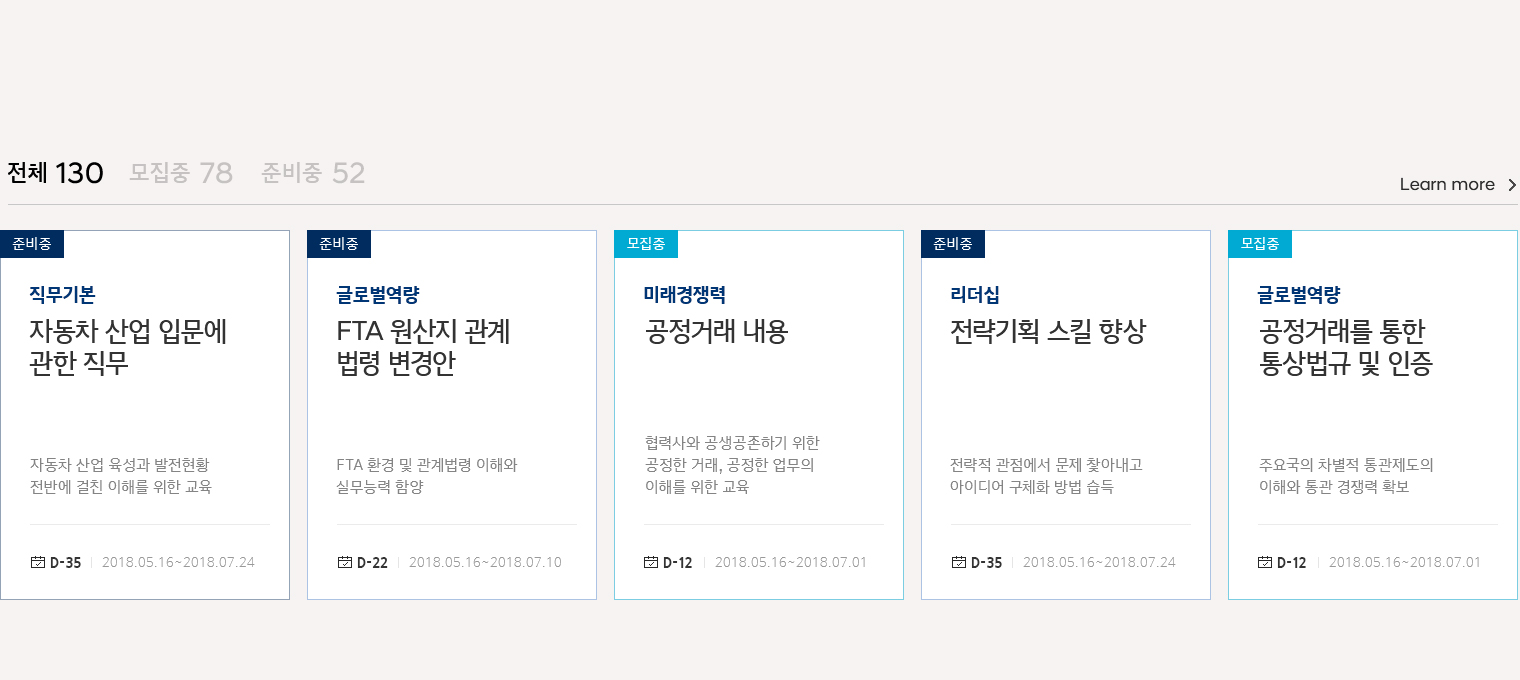 전체 130 모집중 78 준비중 52
Learn more
준비중
직무기본
자동차 산업 입문에
관한 직무
자동차 산업 육성과 발전현황
전반에 걸친 이해를 위한 교육
D-35 2018.05.16~2018.07.24
준비중
글로벌역량
FTA 원산지 관계
법령 변경안
FTA 환경 및 관계법령 이해와
실무능력 함양
D-22 2018.05.16~2018.07.10
모집중
미래경쟁력
공정거래 내용
협력사와 공생공존하기 위한
공정한 거래, 공정한 업무의
이해를 위한 교육
D-12 2018.05.16~2018.07.01
준비중
리더십
전략기획 스킬 향상
전략적 관점에서 문제 찾아내고
아이디어 구체화 방법 습득
D-35 2018.05.16~2018.07.24
모집중
글로벌역량
공정거래를 통한
통상법규 및 인증
주요국의 차별적 통관제도의
이해와 통관 경쟁력 확보
D-12 2018.05.16~2018.07.01